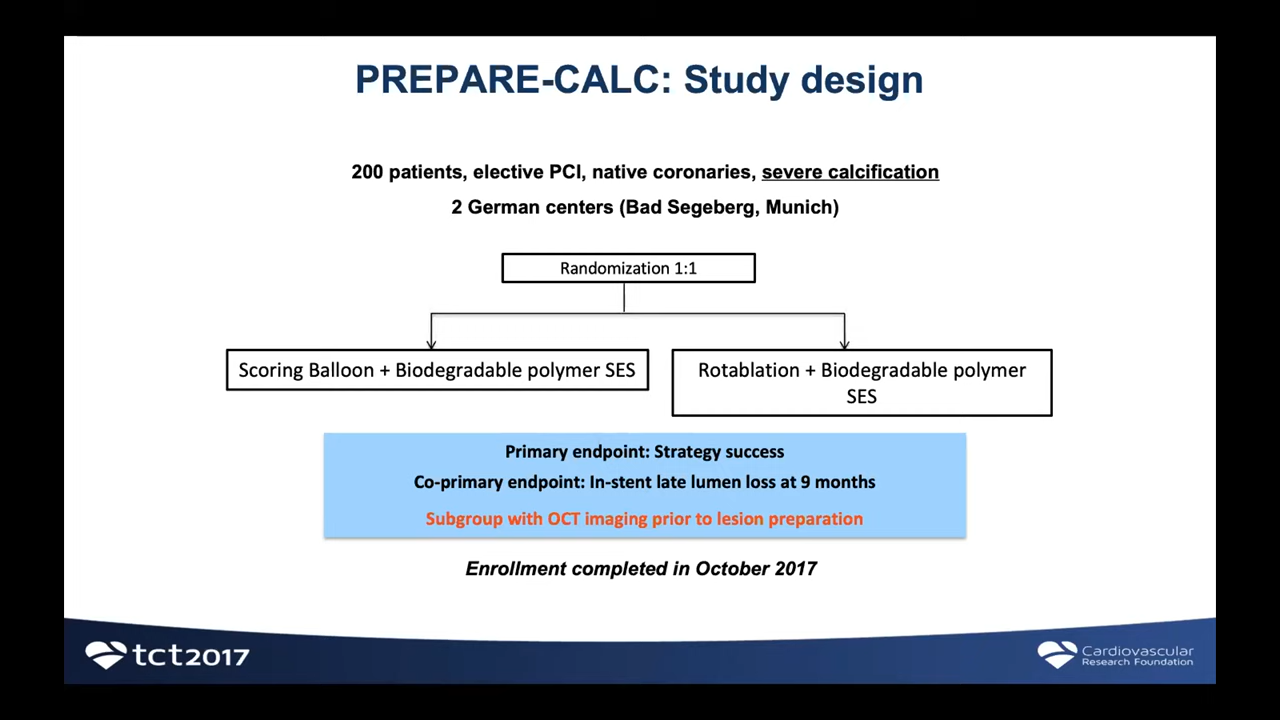 PREPARE-CALC: Study design
200 patients, elective PCI, native coronaries, severe calcification
2 German centers (Bad Segeberg, Munich)
Randomization 1:1
Scoring Balloon + Biodegradable polymer SES
Rotablation + Biodegradable polymer
SES
Primary endpoint: Strategy success
Co-primary endpoint: In-stent late lumen loss at 9 months
Subgroup with OCT imaging prior to lesion preparation
Enrollment completed in October 2017
tct2017
Cardiovascular
Research Foundation